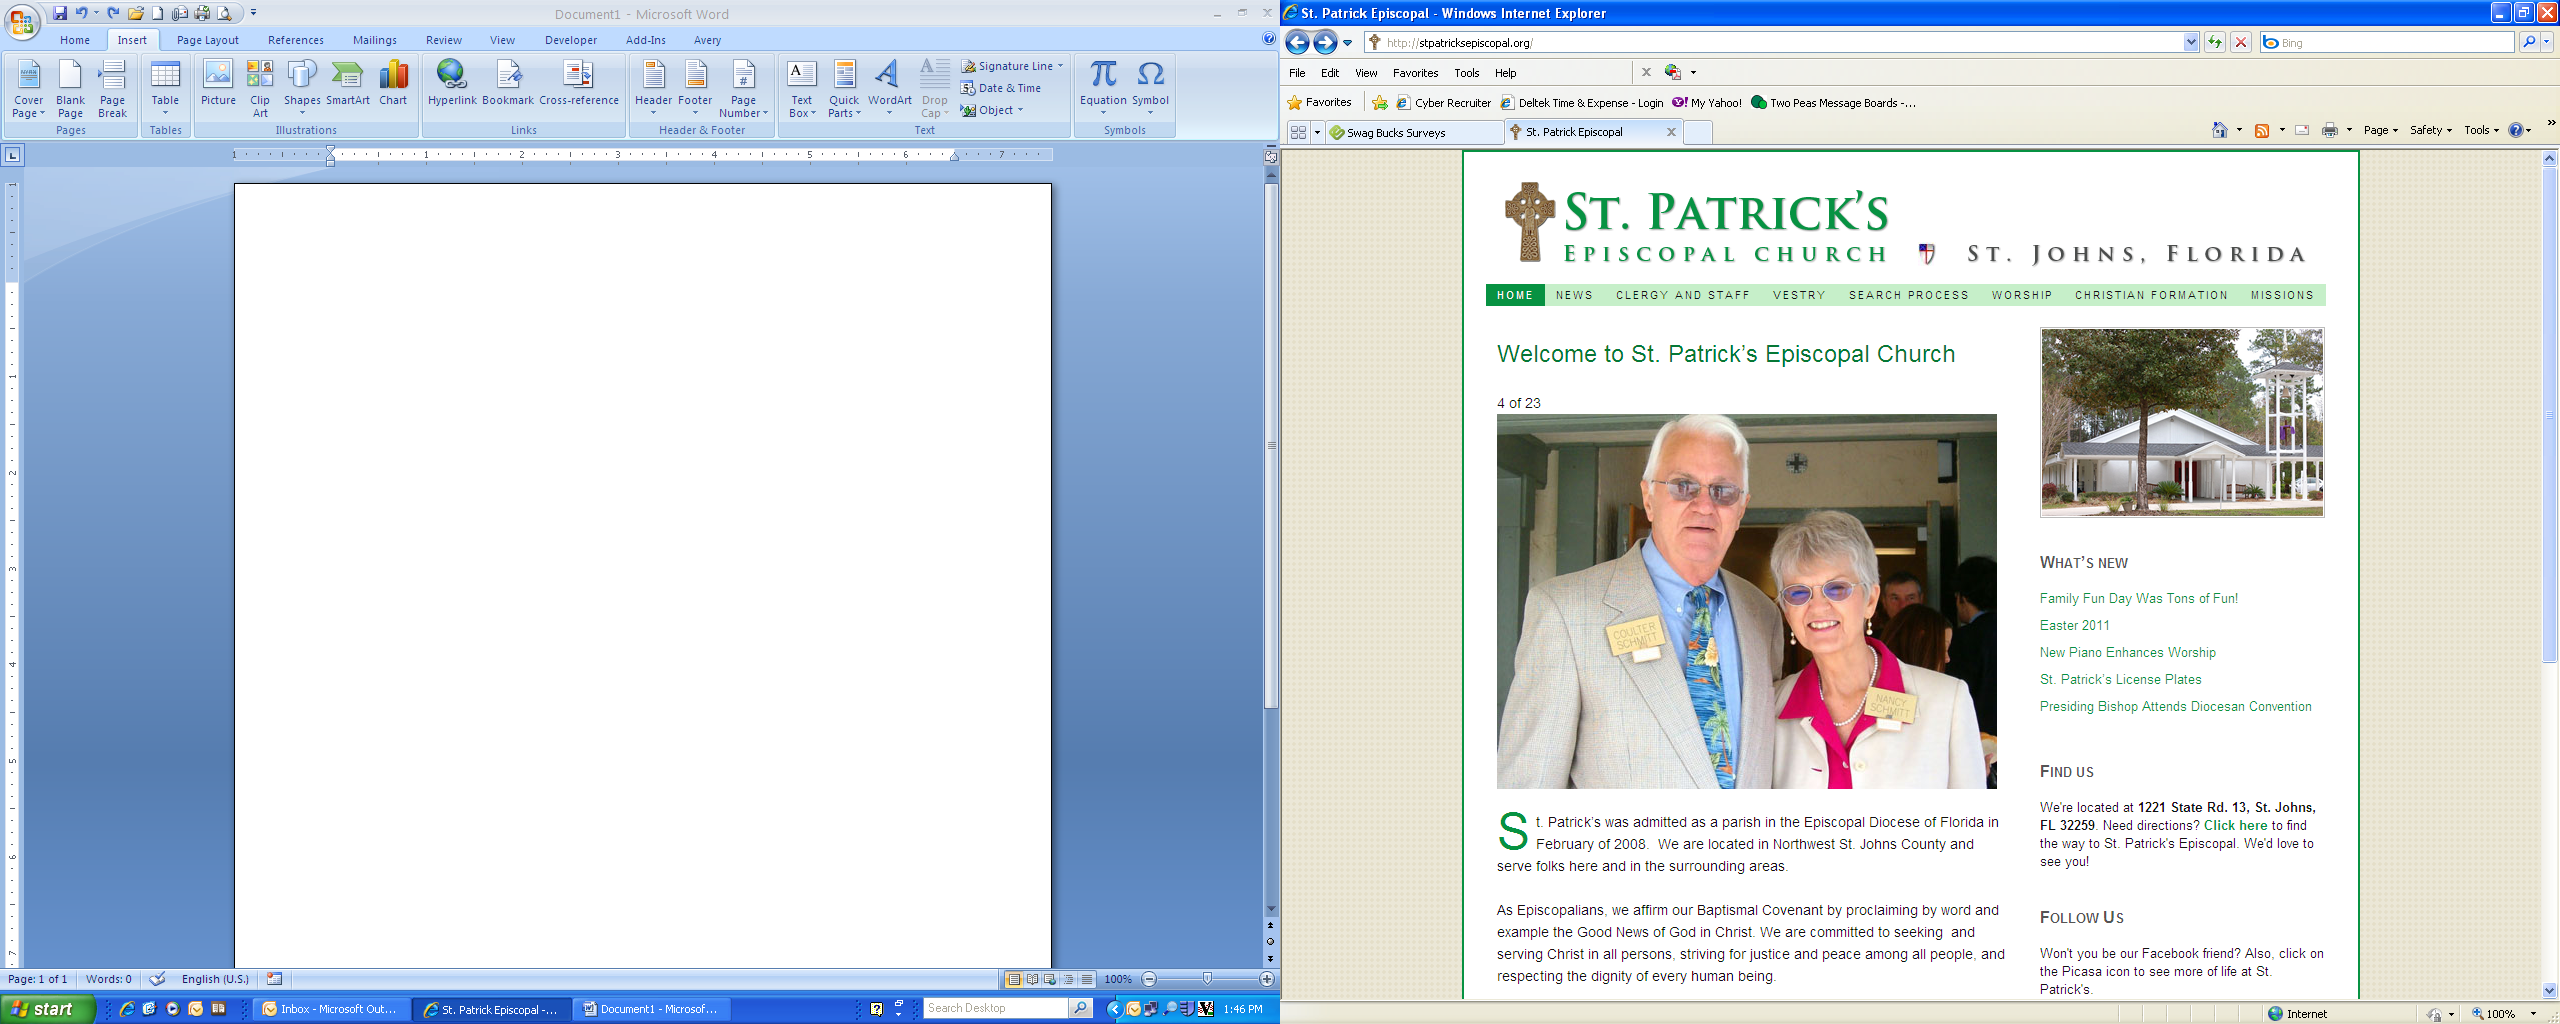 Document1 - Microsoft Word
Home Insert Page Layout References Mailings Review View Developer Add-Ins Avery
Cover Page Blank Page Page Break Table Picture Clip Art Shapes SmartArt Chart Hyperlink Bookmark Cross-reference Header Footer Page Number Text Box Quick Parts WordArt Drop Cap Signature Line Date & Time Object Equation Symbol
Pages Tables Illustrations Links Header & Footer Text Symbols
Page: 1 of 1 Words: 0 English (U.S.) 100%
start Inbox - Microsoft Out... St. Patrick Episcopal -... Document1 - Microsof... Search Desktop 1:46 PM
St. Patrick Episcopal - Windows Internet Explorer
http://stpatricksepiscopal.org/ Bing
File Edit View Favorites Tools Help
Favorites Cyber Recruiter Deltek Time & Expense - Login My Yahoo! Two Peas Message Boards -...
Swag Bucks Surveys St. Patrick Episcopal Page Safety Tools
ST. PATRICK'S
EPISCOPAL CHURCH ST. JOHNS, FLORIDA
HOME NEWS CLERGY AND STAFF VESTRY SEARCH PROCESS WORSHIP CHRISTIAN FORMATION MISSIONS
Welcome to St. Patrick's Episcopal Church
4 of 23
COULTER
SCHMITT
NANCY
SCHMITT
St. Patrick's was admitted as a parish in the Episcopal Diocese of Florida in
February of 2008. We are located in Northwest St. Johns County and
serve folks here and in the surrounding areas.
As Episcopalians, we affirm our Baptismal Covenant by proclaiming by word and
example the Good News of God in Christ. We are committed to seeking and
serving Christ in all persons, striving for justice and peace among all people, and
respecting the dignity of every human being.
WHAT'S NEW
Family Fun Day Was Tons of Fun!
Easter 2011
New Piano Enhances Worship
St. Patrick's License Plates
Presiding Bishop Attends Diocesan Convention
FIND US
We're located at 1221 State Rd. 13, St. Johns,
FL 32259. Need directions? Click here to find
the way to St. Patrick's Episcopal. We'd love to
see you!
FOLLOW US
Won't you be our Facebook friend? Also, click on
the Picasa icon to see more of life at St.
Patrick's.
Internet 100%